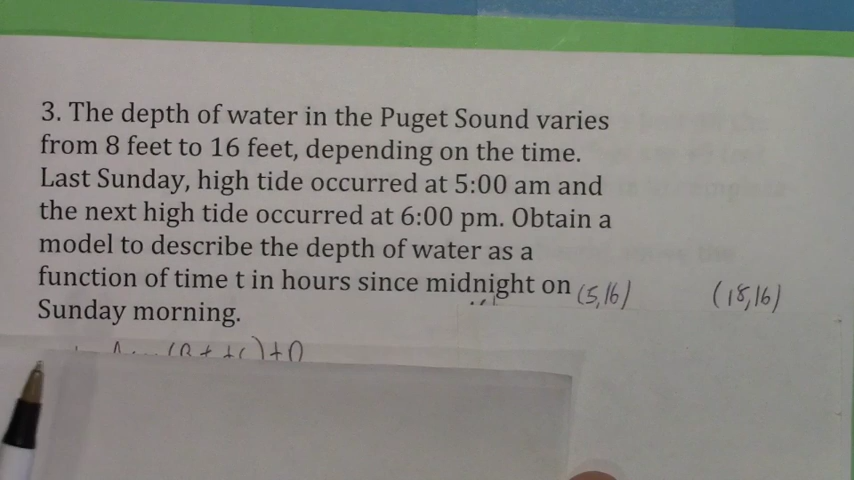 3. The depth of water in the Puget Sound varies
from 8 feet to 16 feet, depending on the time.
Last Sunday, high tide occurred at 5:00 am and
the next high tide occurred at 6:00 pm. Obtain a
model to describe the depth of water as a
function of time t in hours since midnight on (5,16) (18,16)
Sunday morning.